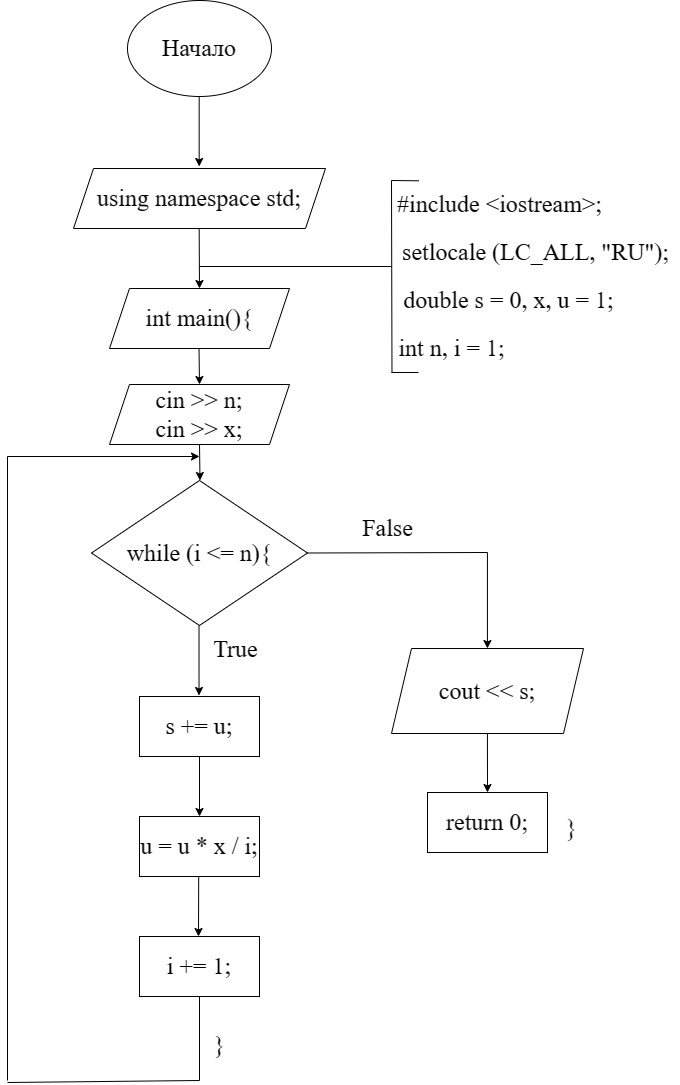 Начало
using namespace std;
#include <iostream>;
setlocale (LC_ALL, "RU");
double s = 0, x, u = 1;
int n, i = 1;
int main(){
cin >> n;
cin >> x;
while (i <= n){
False
True
s += u;
cout << s;
u = u * x / i;
return 0;
}
i += 1;
}